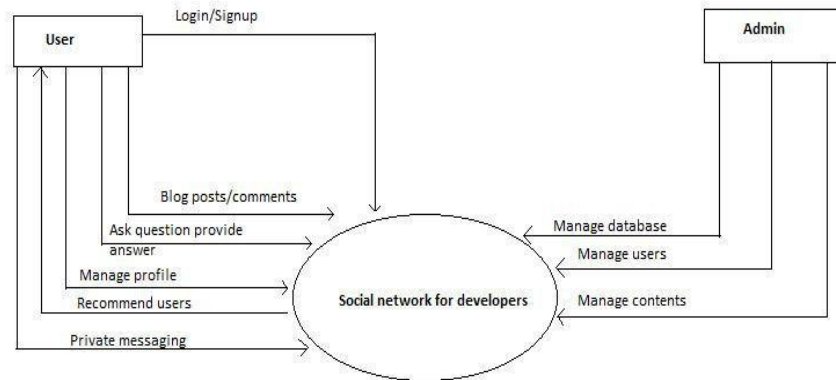 Login/Signup
User
Admin
Blog posts/comments
Ask question provide
answer
Manage profile
Recommend users
Private messaging
Social network for developers
Manage database
Manage users
Manage contents